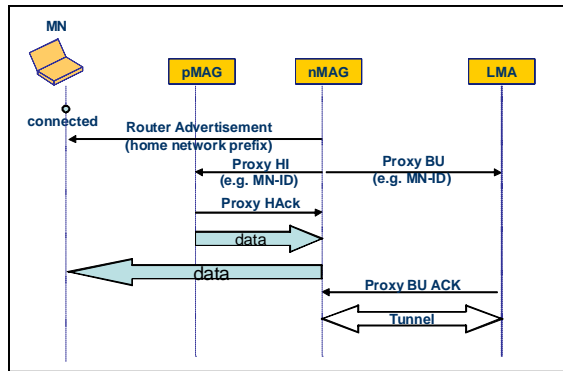 MN
pMAG
nMAG
LMA
connected
Router Advertisement
(home network prefix)
Proxy HI
(e.g. MN-ID)
Proxy BU
(e.g. MN-ID)
Proxy HAck
data
data
Proxy BU ACK
Tunnel